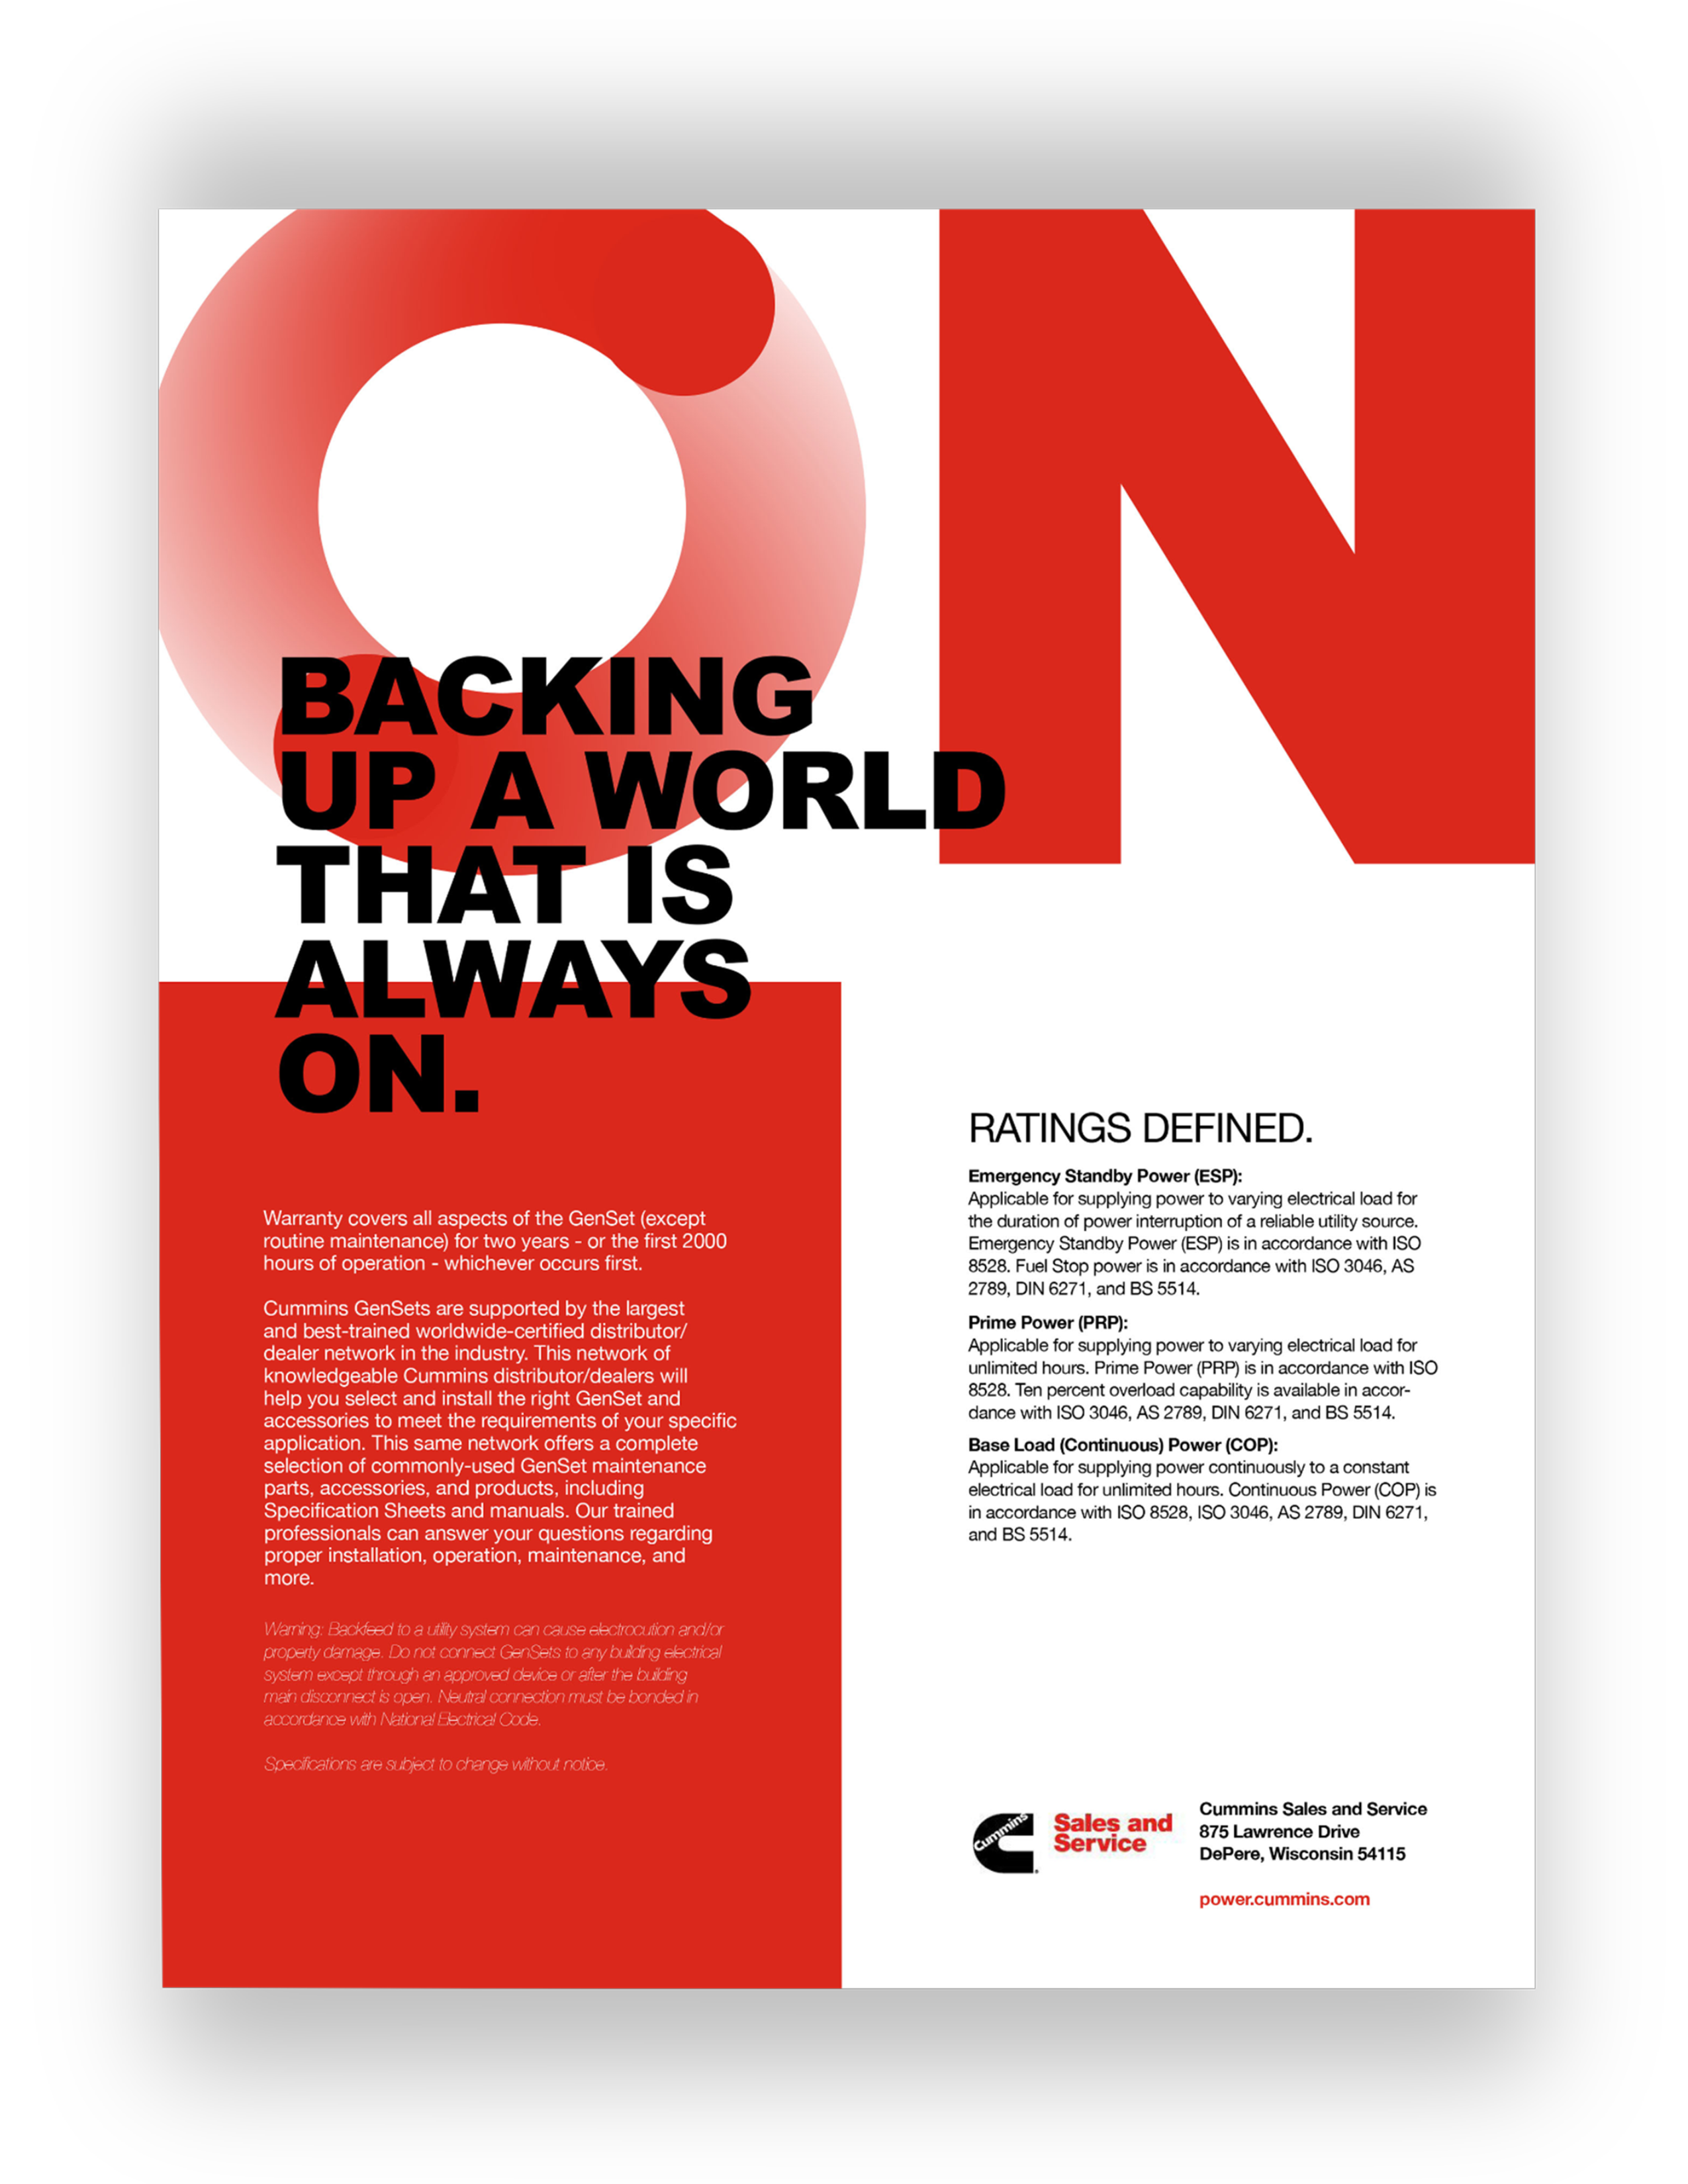 ON
BACKING
UP A WORLD
THAT IS
ALWAYS
ON.
Warranty covers all aspects of the GenSet (except
routine maintenance) for two years - or the first 2000
hours of operation - whichever occurs first.
Cummins GenSets are supported by the largest
and best-trained worldwide-certified distributor/
dealer network in the industry. This network of
knowledgeable Cummins distributor/dealers will
help you select and install the right GenSet and
accessories to meet the requirements of your specific
application. This same network offers a complete
selection of commonly-used GenSet maintenance
parts, accessories, and products, including
Specification Sheets and manuals. Our trained
professionals can answer your questions regarding
proper installation, operation, maintenance, and
more.
Warning: Backfeed to a utility system can cause electrocution and/or
property damage. Do not connect GenSets to any building electrical
system except through an approved device or after the building
main disconnect is open. Neutral connection must be bonded in
accordance with National Electrical Code.
Specifications are subject to change without notice.
RATINGS DEFINED.
Emergency Standby Power (ESP):
Applicable for supplying power to varying electrical load for
the duration of power interruption of a reliable utility source.
Emergency Standby Power (ESP) is in accordance with ISO
8528. Fuel Stop power is in accordance with ISO 3046, AS
2789, DIN 6271, and BS 5514.
Prime Power (PRP):
Applicable for supplying power to varying electrical load for
unlimited hours. Prime Power (PRP) is in accordance with ISO
8528. Ten percent overload capability is available in accor-
dance with ISO 3046, AS 2789, DIN 6271, and BS 5514.
Base Load (Continuous) Power (COP):
Applicable for supplying power continuously to a constant
electrical load for unlimited hours. Continuous Power (COP) is
in accordance with ISO 8528, ISO 3046, AS 2789, DIN 6271,
and BS 5514.
Cummins
Sales and
Service
Cummins Sales and Service
875 Lawrence Drive
DePere, Wisconsin 54115
power.cummins.com